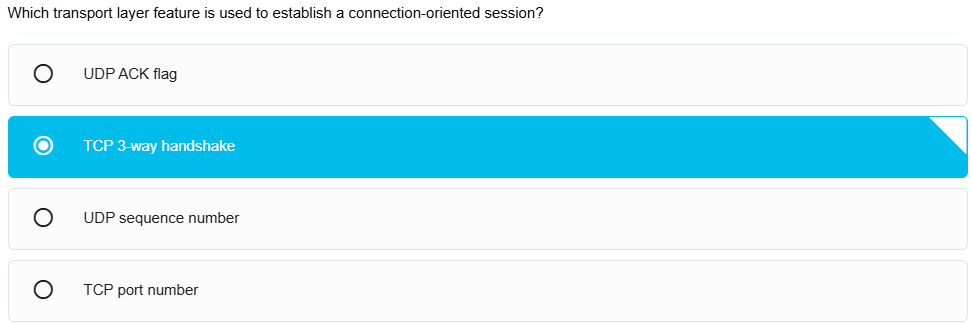 Which transport layer feature is used to establish a connection-oriented session?
UDP ACK flag
TCP 3-way handshake
UDP sequence number
TCP port number